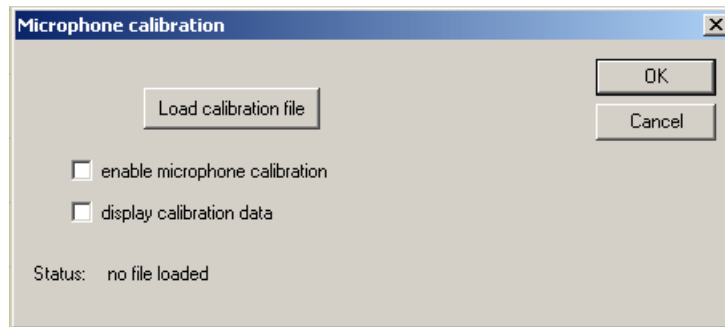 Microphone calibration
OK
Load calibration file
Cancel
enable microphone calibration
display calibration data
Status: no file loaded